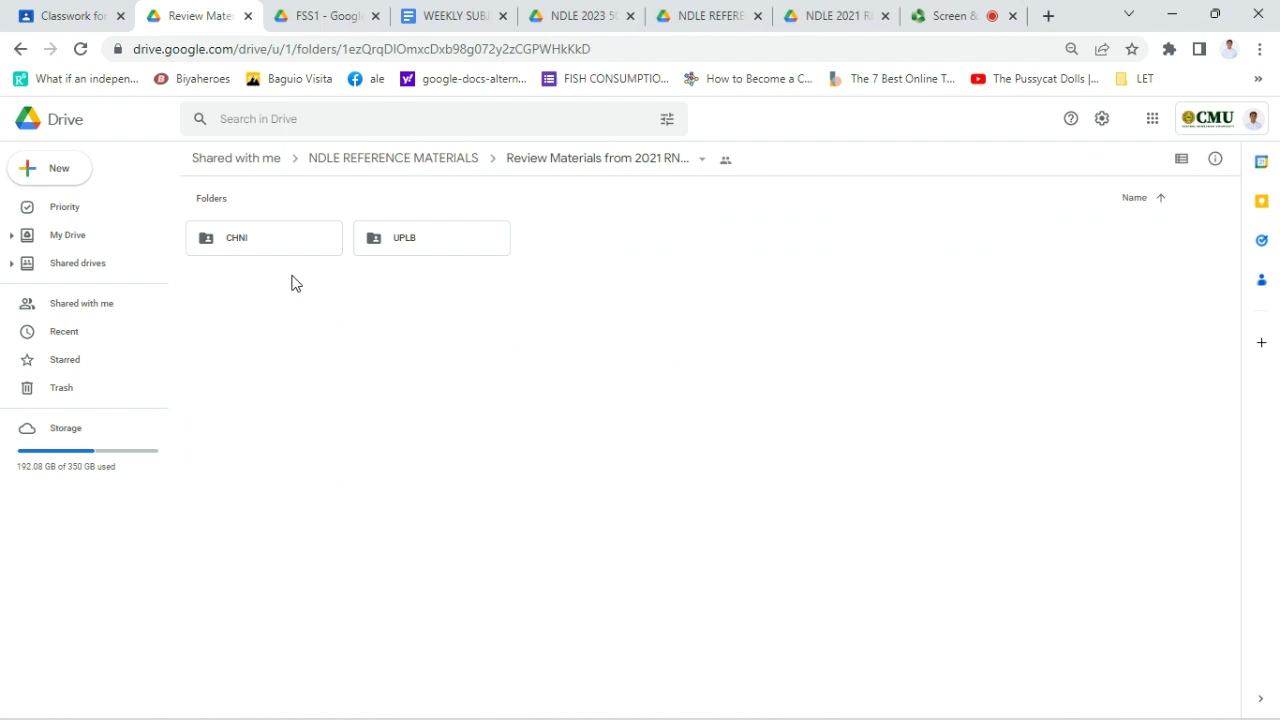 Classwork for
Review Mate
FSS1 - Googl
WEEKLY SUBJ
NDLE 2023 50
NDLE REFERE
NDLE 2021 R
Screen &
drive.google.com/drive/u/1/folders/1ezQrqDIOmxcDxb98g072y2zCGPWHkKkD
What if an indepen...
Biyaheroes
Baguio Visita
ale
google-docs-altern...
FISH CONSUMPTIO...
How to Become a C...
The 7 Best Online T...
The Pussycat Dolls |...
LET
»
Drive
Search in Drive
CMU
New
Shared with me > NDLE REFERENCE MATERIALS > Review Materials from 2021 RN...
Priority
My Drive
Shared drives
Shared with me
Recent
Starred
Trash
Storage
192.08 GB of 350 GB used
Folders
Name
CHNI
UPLB